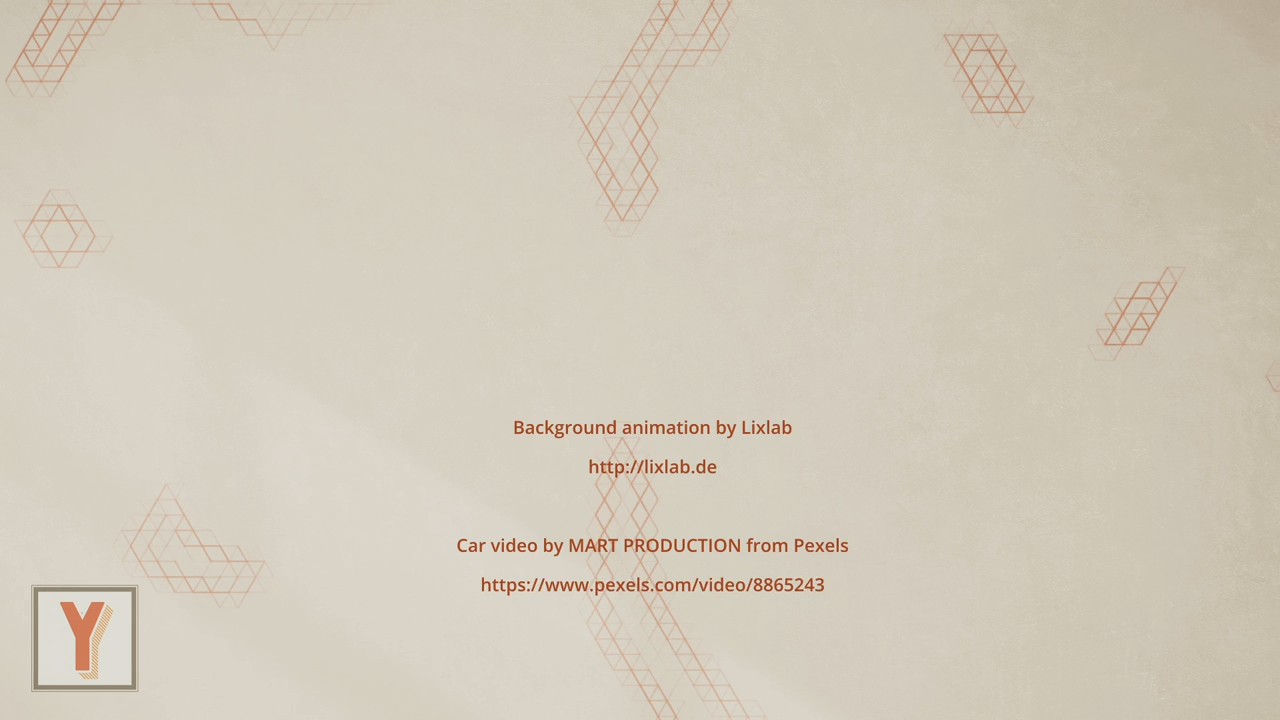 Background animation by Lixlab
http://lixlab.de
Car video by MART PRODUCTION from Pexels
https://www.pexels.com/video/8865243
Y